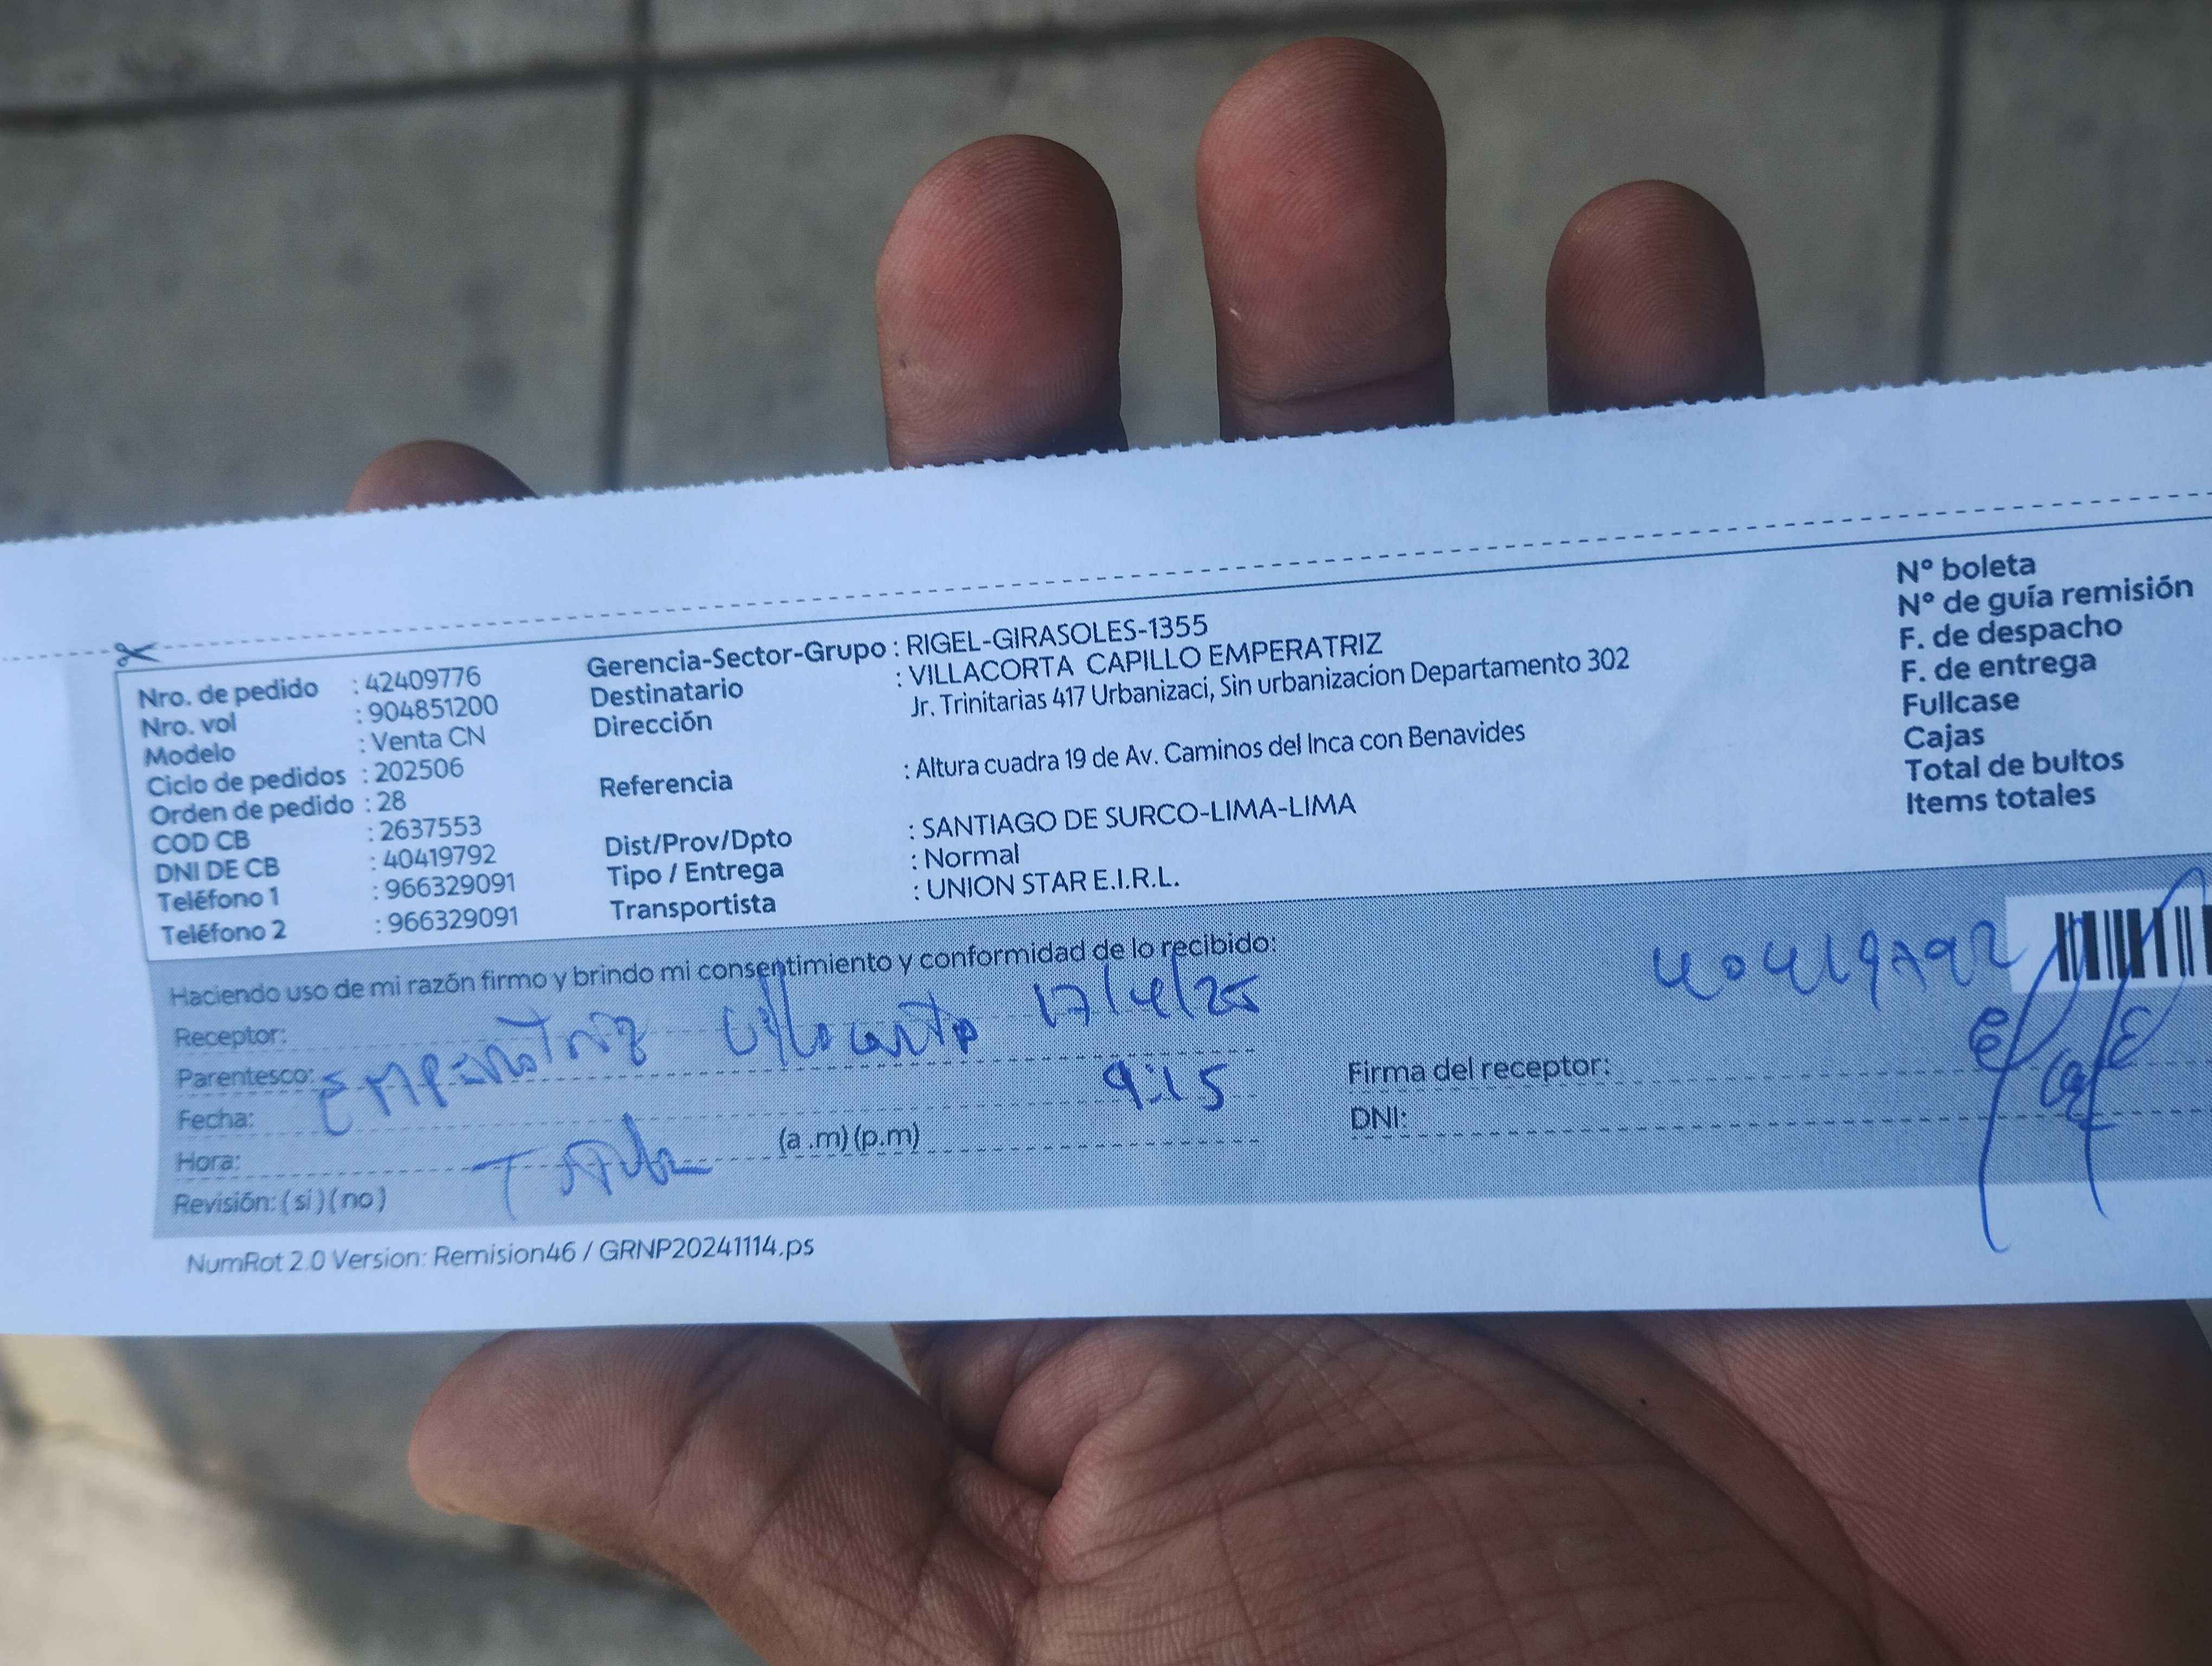 Nro. de pedido : 42409776
Nro. vol : 904851200
Modelo : Venta CN
Ciclo de pedidos : 202506
Orden de pedido : 28
COD CB : 2637553
DNI DE CB : 40419792
Teléfono 1 : 966329091
Teléfono 2 : 966329091
Gerencia-Sector-Grupo : RIGEL-GIRASOLES-1355
Destinatario : VILLACORTA CAPILLO EMPERATRIZ
Dirección Jr. Trinitarias 417 Urbanizaci, Sin urbanizacion Departamento 302
Referencia : Altura cuadra 19 de Av. Caminos del Inca con Benavides
Dist/Prov/Dpto : SANTIAGO DE SURCO-LIMA-LIMA
Tipo / Entrega : Normal
Transportista : UNION STAR E.I.R.L.
N° boleta
N° de guía remisión
F. de despacho
F. de entrega
Fullcase
Cajas
Total de bultos
Items totales
Haciendo uso de mi razón firmo y brindo mi consentimiento y conformidad de lo recibido:
40419792
Receptor:
Emperatriz Villacorta 17/4/25
Parentesco:
9:15
Fecha:
Hora: (a .m) (p.m)
Revisión: ( si ) ( no )
Firma del receptor:
DNI:
NumRot 2.0 Version: Remision46 / GRNP20241114.ps